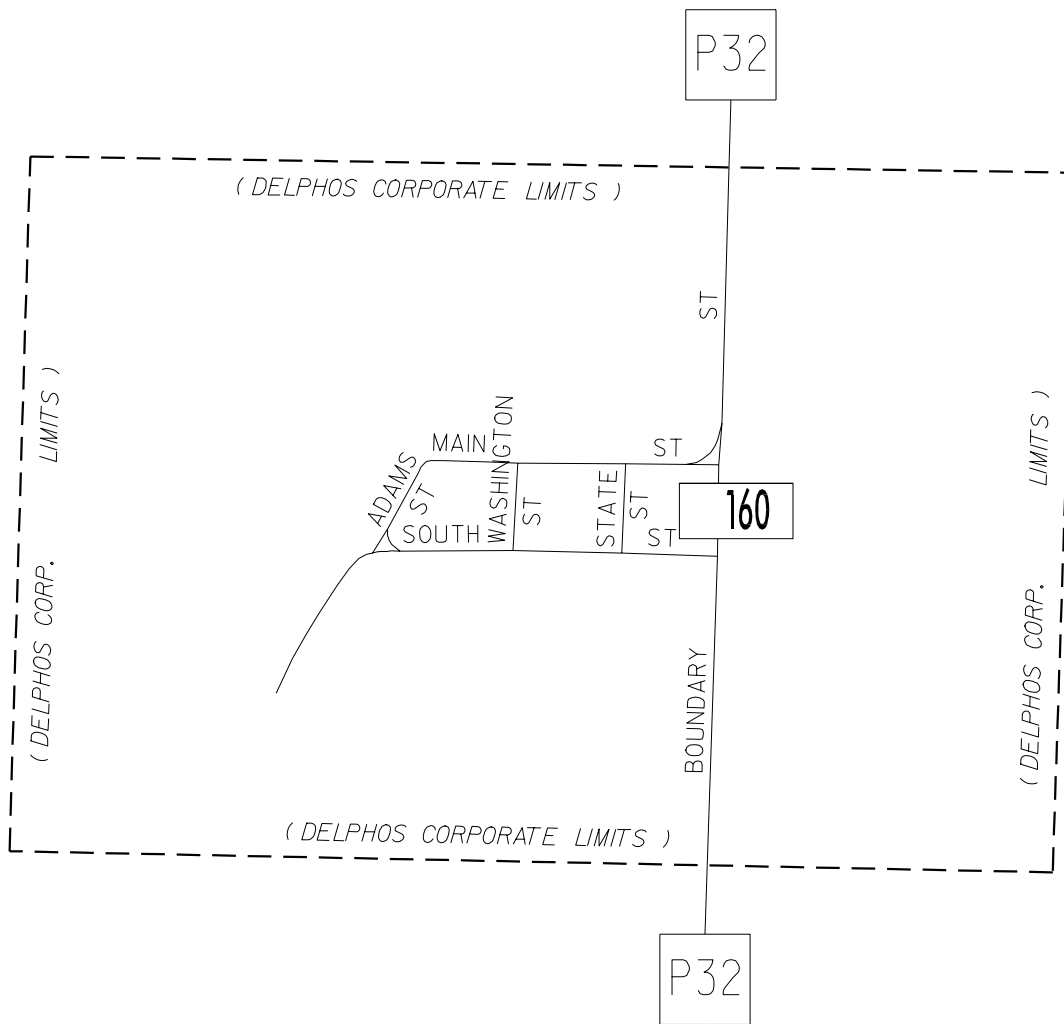 P32
( DELPHOS CORPORATE LIMITS )
ST
( DELPHOS CORP. LIMITS )
( DELPHOS CORP. LIMITS )
MAIN ST
ADAMS ST
WASHINGTON ST
STATE ST
SOUTH ST
160
BOUNDARY
( DELPHOS CORPORATE LIMITS )
P32